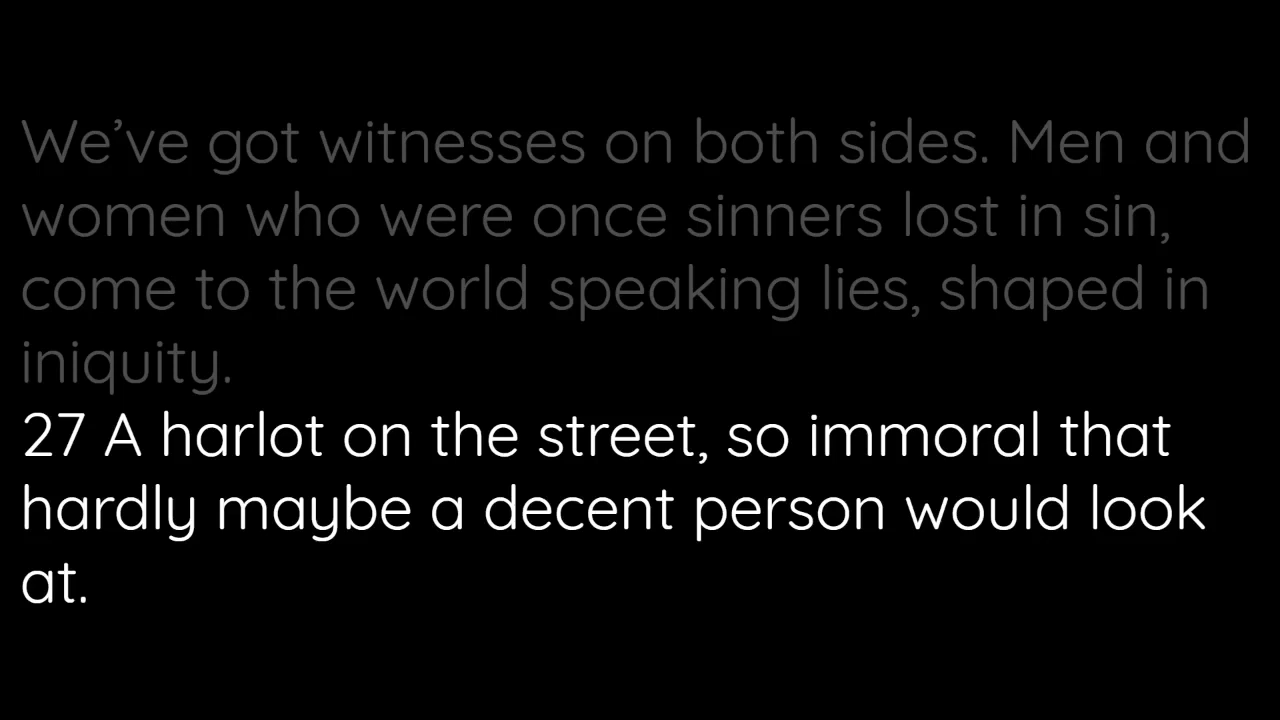 We’ve got witnesses on both sides. Men and
women who were once sinners lost in sin,
come to the world speaking lies, shaped in
iniquity.
27 A harlot on the street, so immoral that
hardly maybe a decent person would look
at.